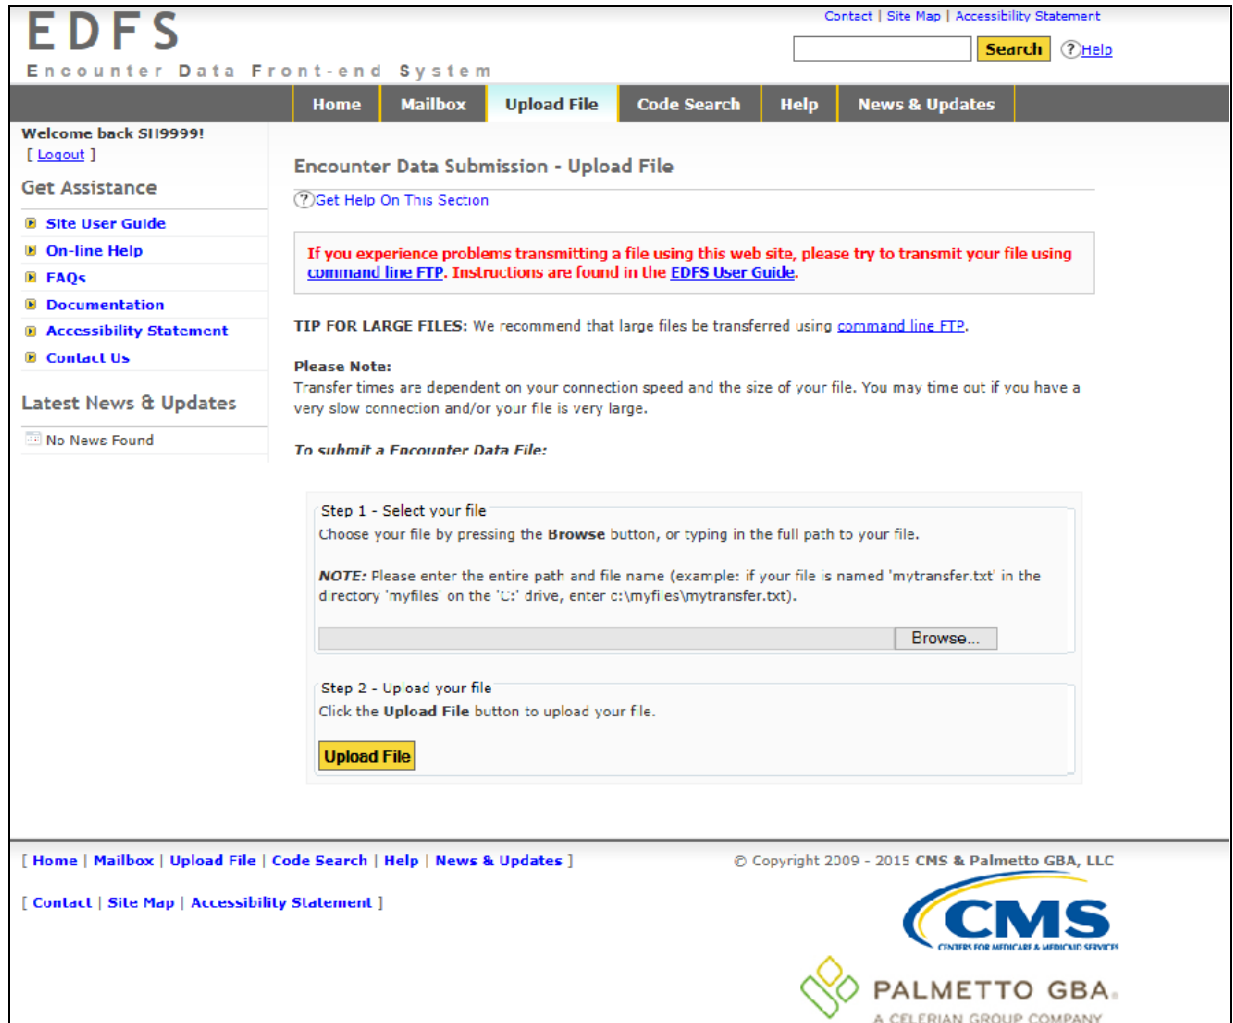 EDFS
Encounter Data Front-end System
Contact | Site Map | Accessibility Statement
Search
?Help
Home
Mailbox
Upload File
Code Search
Help
News & Updates
Welcome back SH9999!
[ Logout ]
Get Assistance
Site User Guide
On-line Help
FAQs
Documentation
Accessibility Statement
Contact Us
Latest News & Updates
No News Found
Encounter Data Submission - Upload File
?Get Help On This Section
If you experience problems transmitting a file using this web site, please try to transmit your file using
command line FTP. Instructions are found in the EDFS User Guide.
TIP FOR LARGE FILES: We recommend that large files be transferred using command line FTP.
Please Note:
Transfer times are dependent on your connection speed and the size of your file. You may time out if you have a
very slow connection and/or your file is very large.
To submit a Encounter Data File:
Step 1 - Select your file
Choose your file by pressing the Browse button, or typing in the full path to your file.
NOTE: Please enter the entire path and file name (example: if your file is named 'mytransfer.txt' in the
directory 'myfiles' on the 'C:' drive, enter c:\myfiles\mytransfer.txt).
Browse...
Step 2 - Upload your file
Click the Upload File button to upload your file.
Upload File
[ Home | Mailbox | Upload File | Code Search | Help | News & Updates ]
© Copyright 2009 - 2015 CMS & Palmetto GBA, LLC
[ Contact | Site Map | Accessibility Statement ]
CMS
CENTERS FOR MEDICARE & MEDICAID SERVICES
PALMETTO GBA®
A CELERIAN GROUP COMPANY